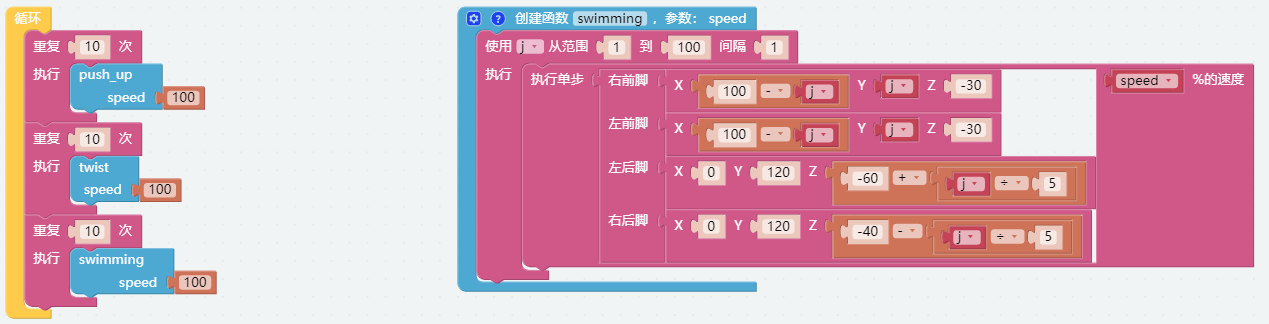 循环
重复 10 次
执行 push_up
speed 100
重复 10 次
执行 twist
speed 100
重复 10 次
执行 swimming
speed 100
? 创建函数 swimming , 参数: speed
使用 j 从范围 1 到 100 间隔 1
执行 执行单步 右前脚 X 100 - j Y j Z -30 speed %的速度
左前脚 X 100 - j Y j Z -30
左后脚 X 0 Y 120 Z -60 + j ÷ 5
右后脚 X 0 Y 120 Z -40 - j ÷ 5